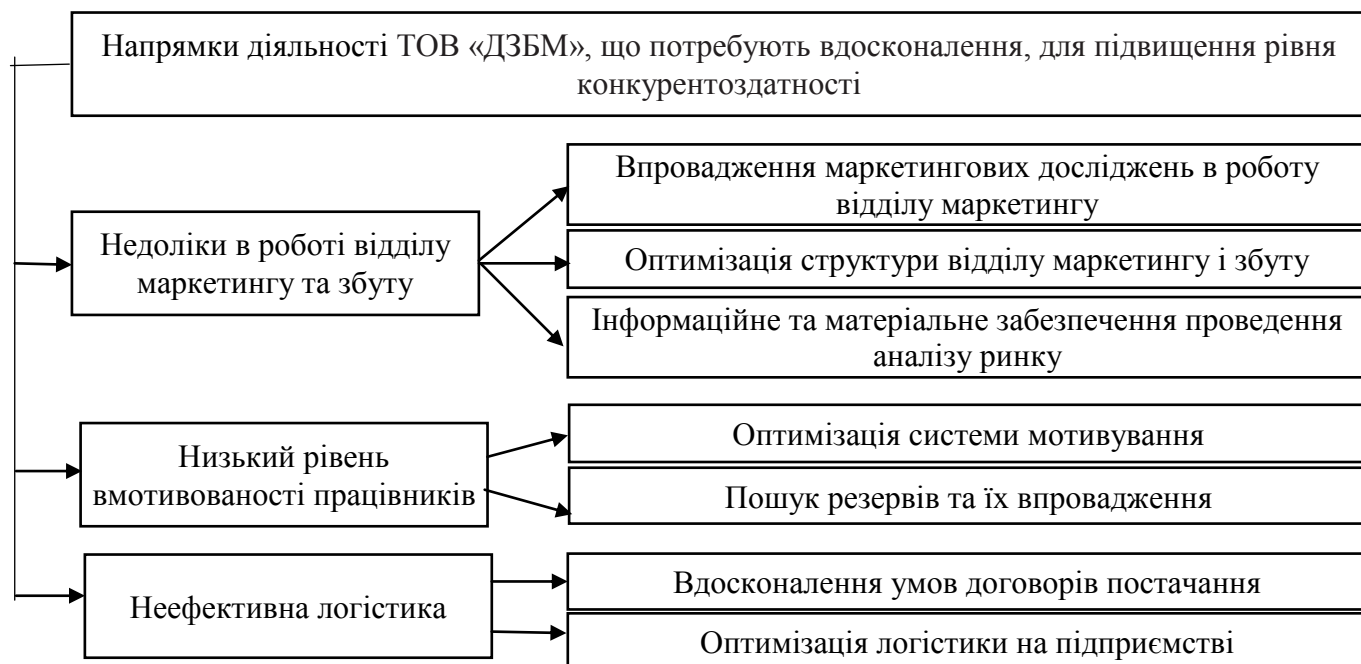 Напрямки діяльності ТОВ «ДЗБМ», що потребують вдосконалення, для підвищення рівня
конкурентоздатності
Недоліки в роботі відділу
маркетингу та збуту
Впровадження маркетингових досліджень в роботу
відділу маркетингу
Оптимізація структури відділу маркетингу і збуту
Інформаційне та матеріальне забезпечення проведення
аналізу ринку
Низький рівень
вмотивованості працівників
Оптимізація системи мотивування
Пошук резервів та їх впровадження
Неефективна логістика
Вдосконалення умов договорів постачання
Оптимізація логістики на підприємстві